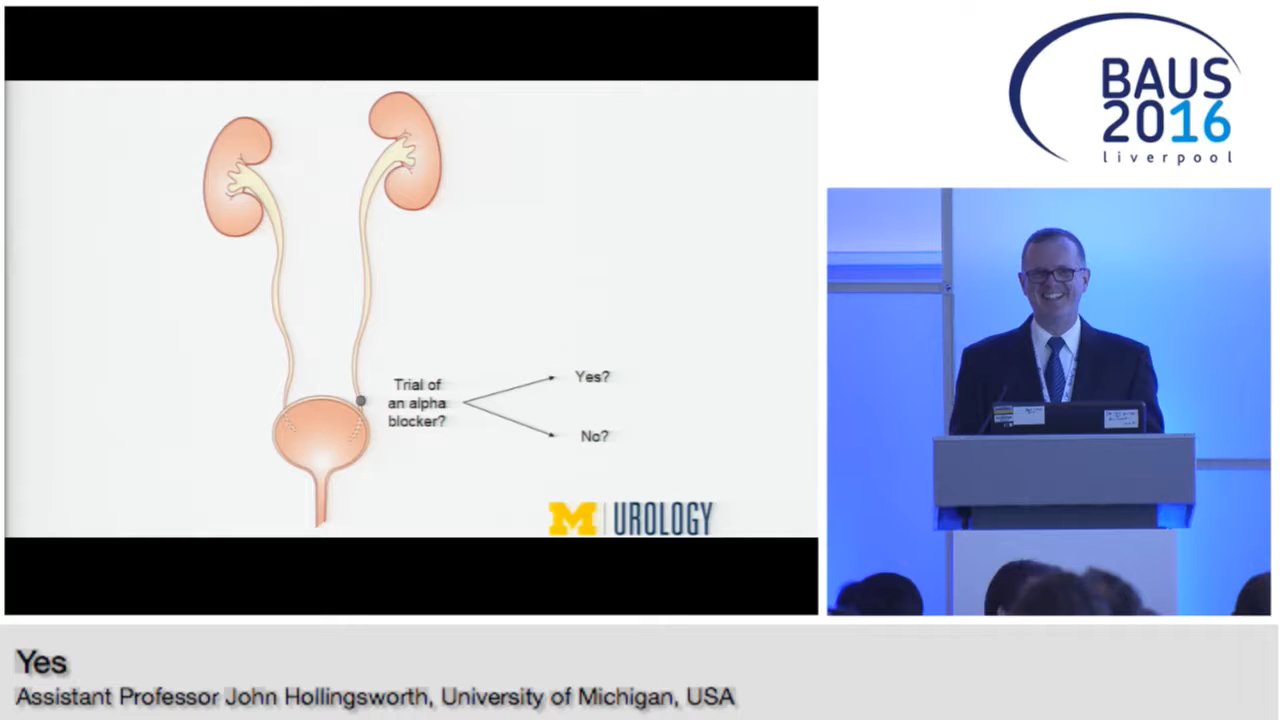 BAUS
2016
liverpool
Trial of
an alpha
blocker?
Yes?
No?
M UROLOGY
Yes
Assistant Professor John Hollingsworth, University of Michigan, USA